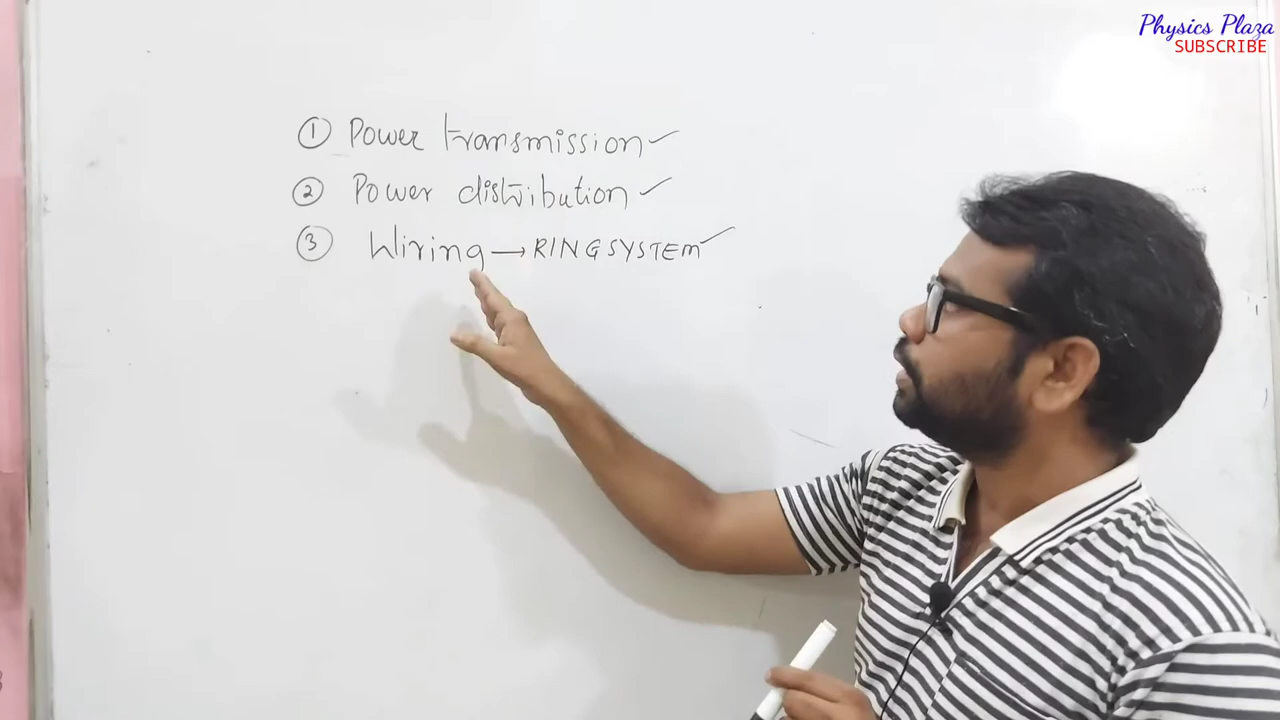 Physics Plaza
SUBSCRIBE
① Power transmission ✓
② Power distribution ✓
③ Wiring → RING SYSTEM ✓